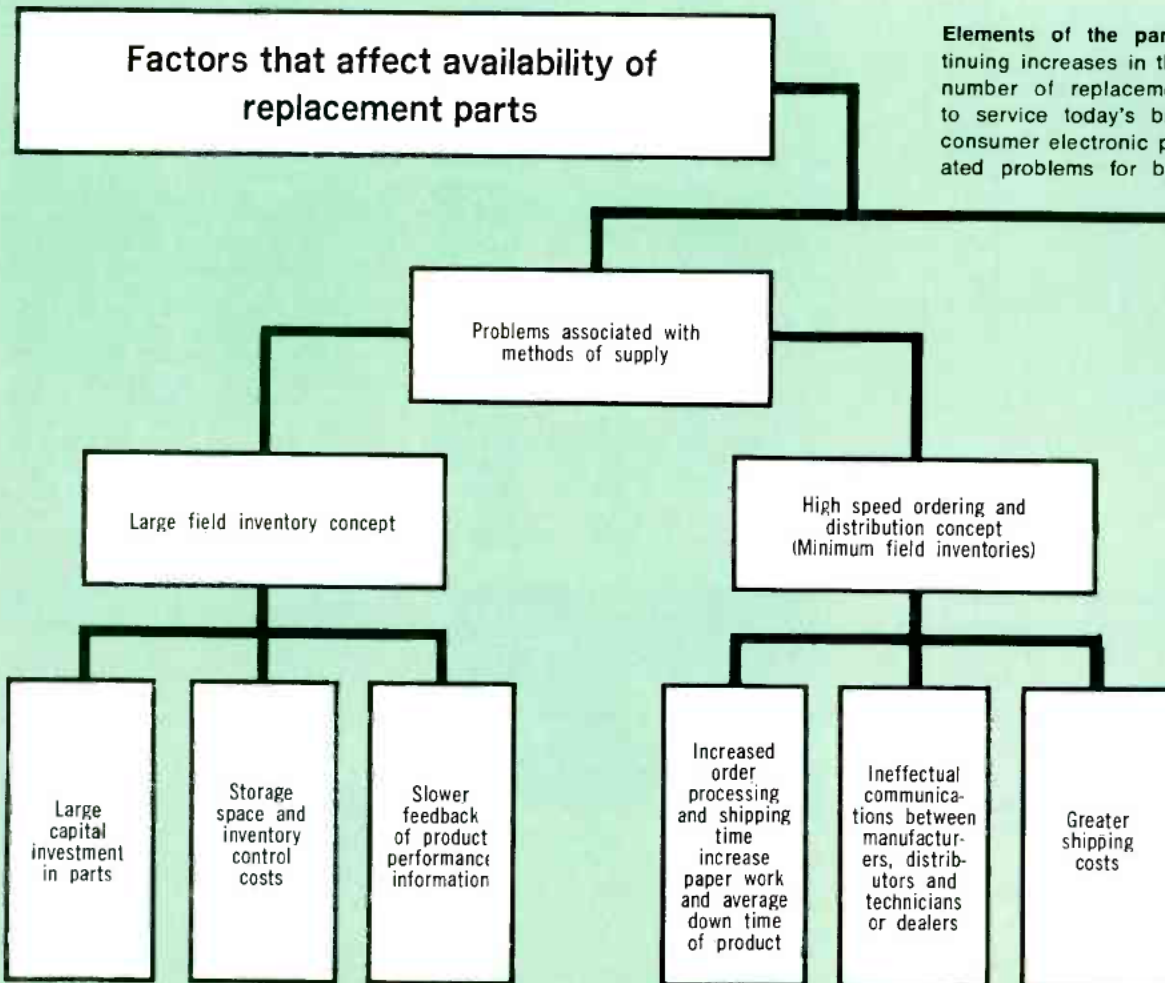 Factors that affect availability of
replacement parts
Elements of the par
tinuing increases in t
number of replaceme
to service today's b
consumer electronic p
ated problems for b
Problems associated with
methods of supply
Large field inventory concept
High speed ordering and
distribution concept
(Minimum field inventories)
Large
capital
investment
in parts
Storage
space and
inventory
control
costs
Slower
feedback
of product
performance
information
Increased
order
processing
and shipping
time
increase
paper work
and average
down time
of product
Ineffectual
communica-
tions between
manufactur-
ers, distrib-
utors and
technicians
or dealers
Greater
shipping
costs